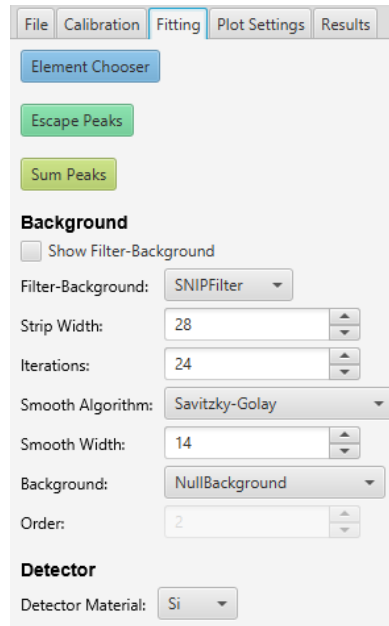 File Calibration Fitting Plot Settings Results
Element Chooser
Escape Peaks
Sum Peaks
Background
Show Filter-Background
Filter-Background: SNIPFilter
Strip Width: 28
Iterations: 24
Smooth Algorithm: Savitzky-Golay
Smooth Width: 14
Background: NullBackground
Order: 2
Detector
Detector Material: Si